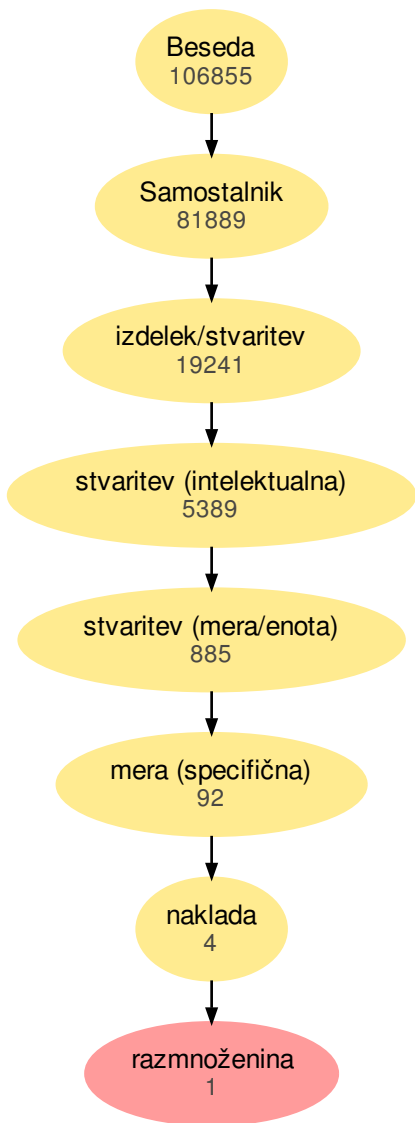 Beseda
106855
Samostalnik
81889
izdelek/stvaritev
19241
stvaritev (intelektualna)
5389
stvaritev (mera/enota)
885
mera (specifična)
92
naklada
4
razmnoženina
1